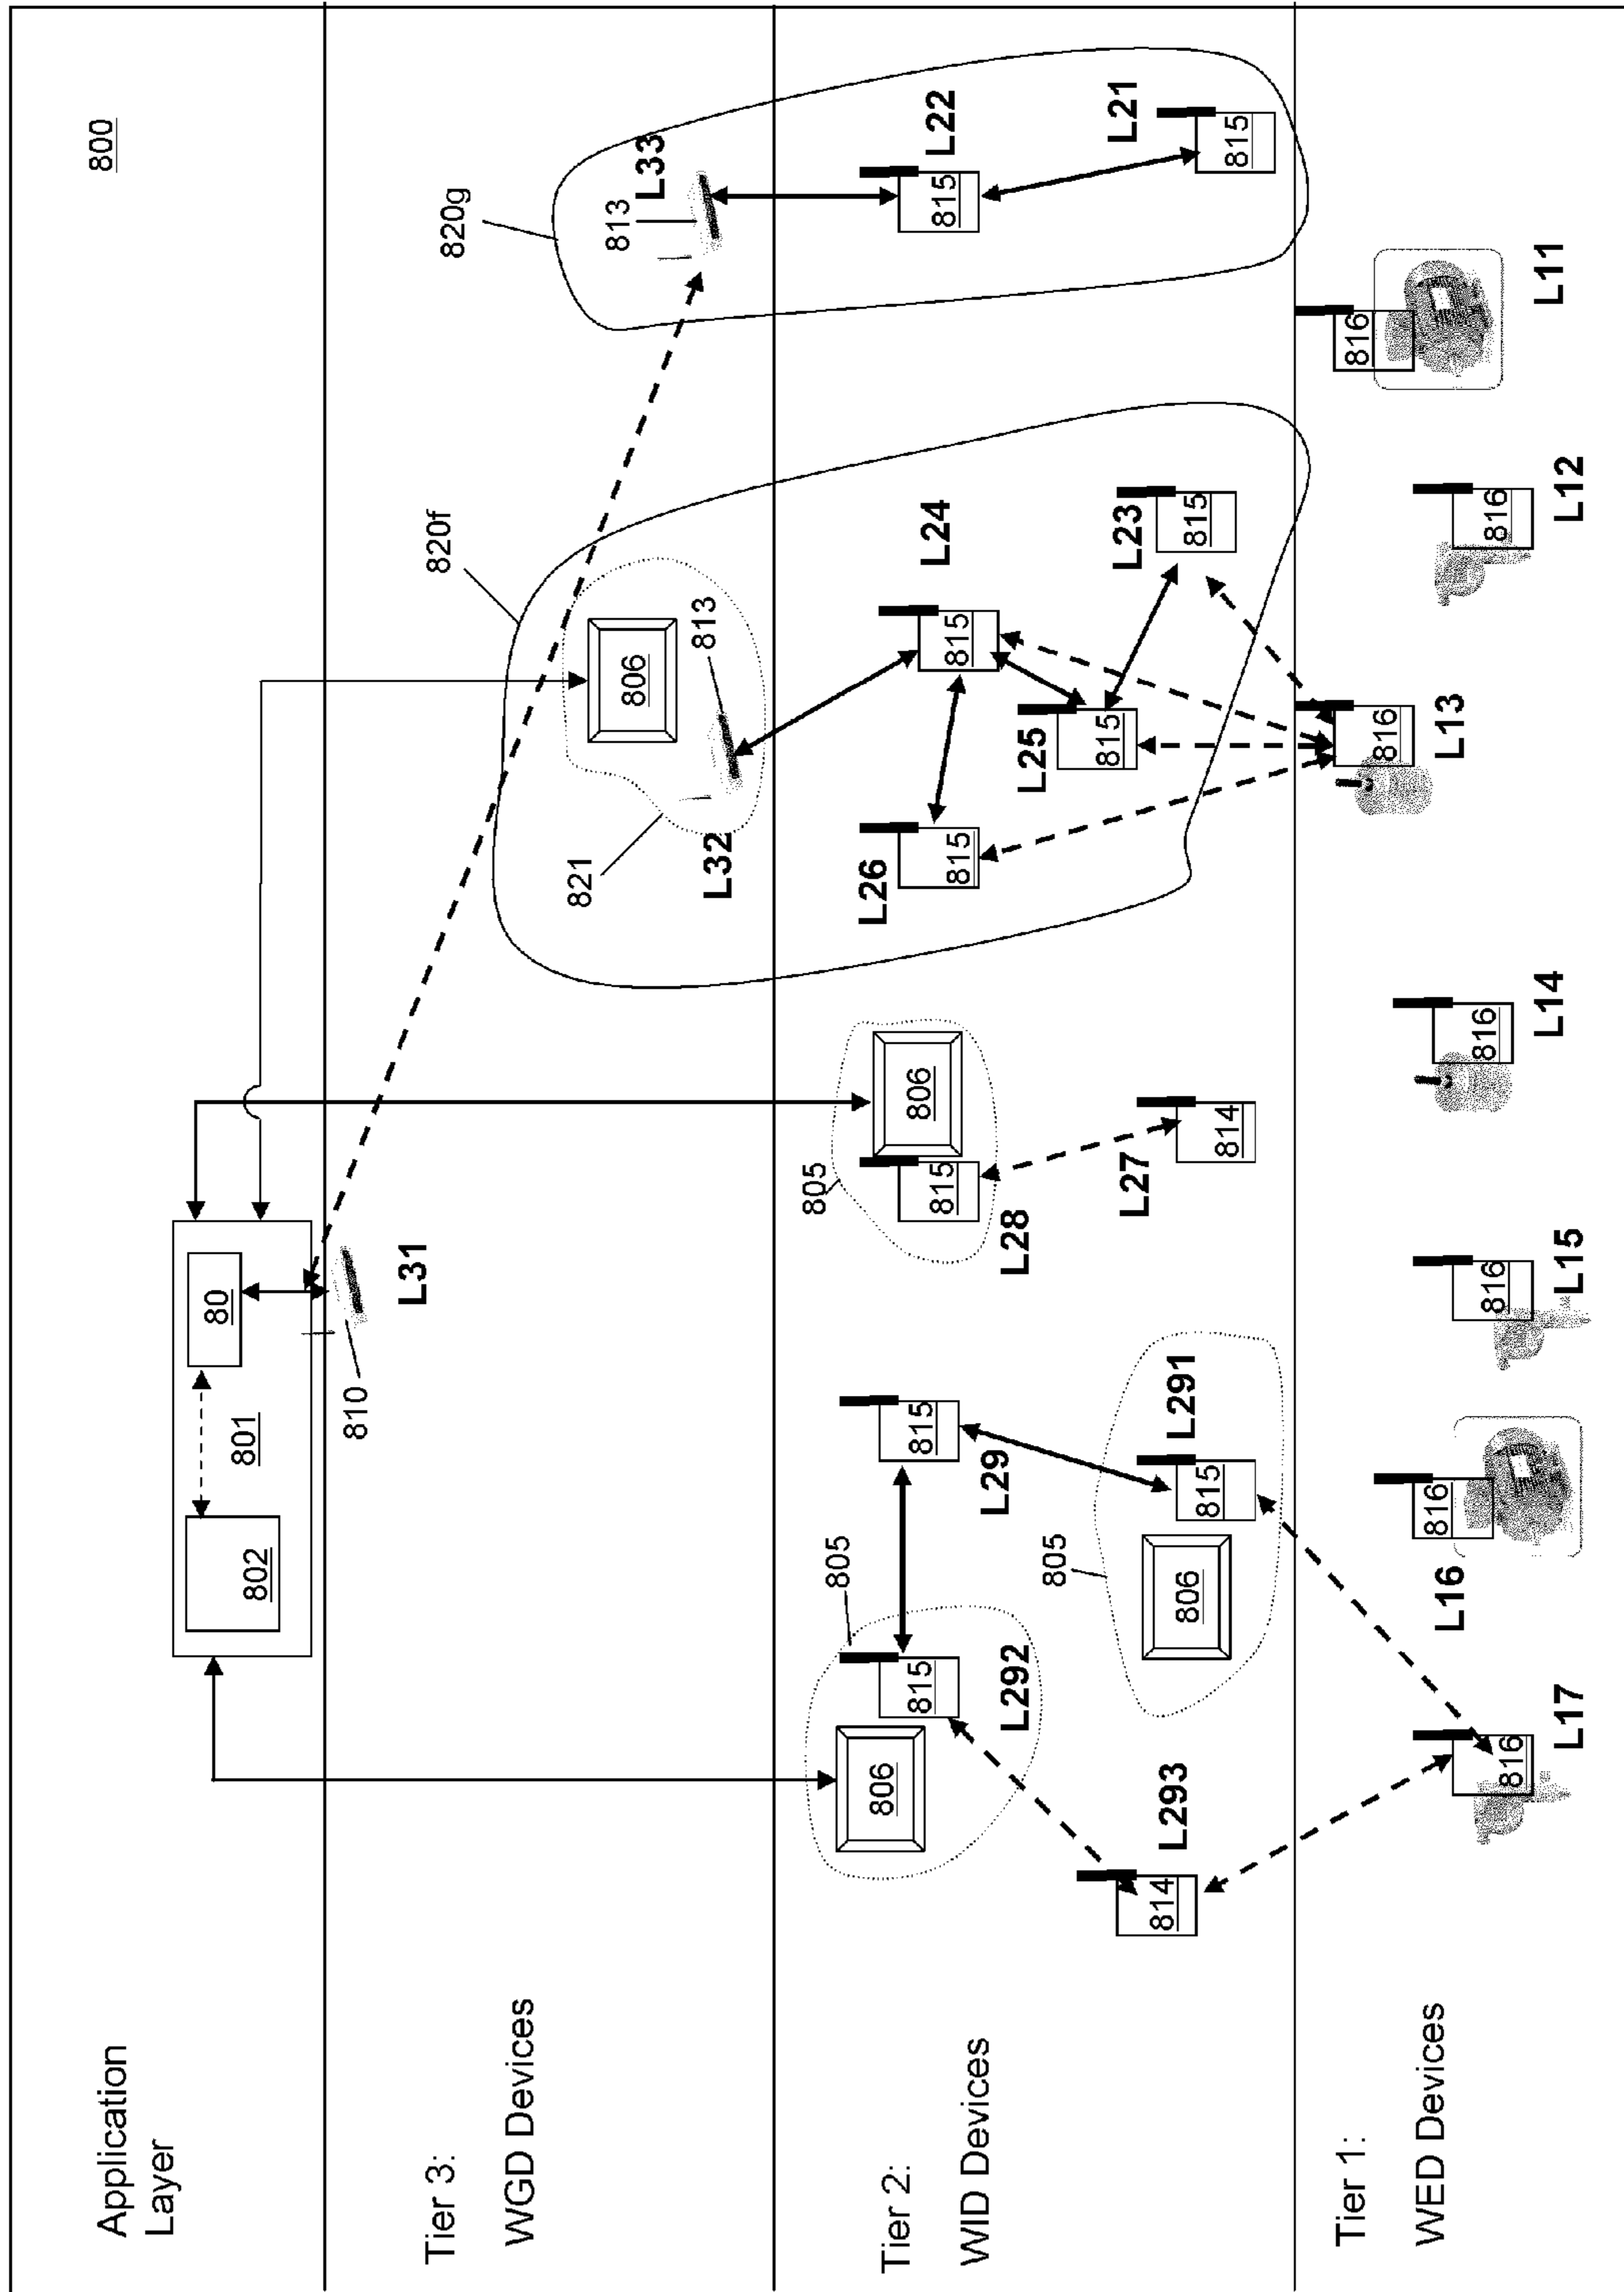 800
Application
Layer
802
801
80
810
L31
Tier 3:
WGD Devices
821
L32
806
813
820f
820g
813
L33
Tier 2:
WID Devices
806
815
805
L292
814
L293
815
L29
805
806
815
L291
805
815
806
L28
814
L27
L26
815
L24
815
L25
815
L23
815
L22
815
L21
815
Tier 1:
WED Devices
816
L17
816
L16
816
L15
816
L14
816
L13
816
L12
816
L11